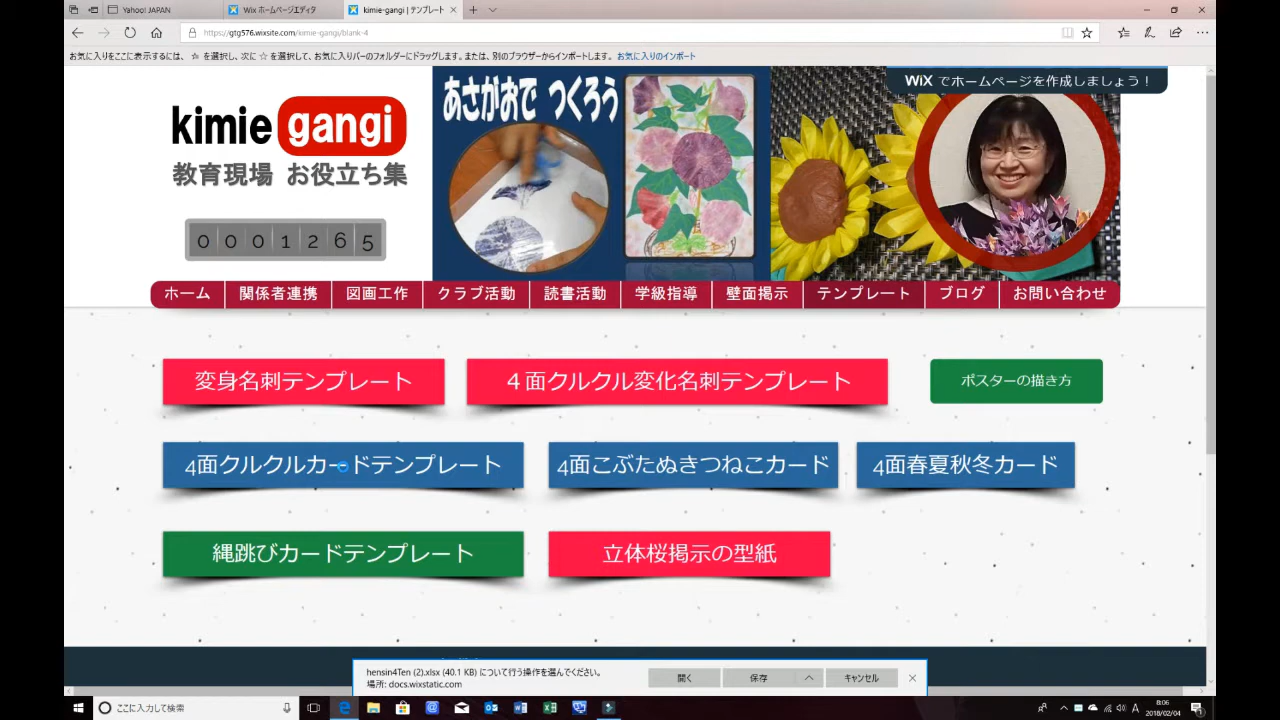 Yahoo! JAPAN
Wix ホームページエディタ
kimie-gangi | テンプレート
https://gtg576.wixsite.com/kimie-gangi/blank-4
お気に入りをここに表示するには、☆ を選択し、次に ☆ を選択して、お気に入りバーのフォルダーにドラッグします。または、別のブラウザーからインポートします。 お気に入りのインポート
WiX でホームページを作成しましょう！
kimie gangi
教育現場 お役立ち集
あさがおで つくろう
0001265
ホーム
関係者連携
図画工作
クラブ活動
読書活動
学級指導
壁面掲示
テンプレート
ブログ
お問い合わせ
変身名刺テンプレート
４面クルクル変化名刺テンプレート
ポスターの描き方
4面クルクルカードテンプレート
4面こぶたぬきつねこカード
4面春夏秋冬カード
縄跳びカードテンプレート
立体桜掲示の型紙
hensin4Ten (2).xlsx (40.1 KB) について行う操作を選んでください。
場所: docs.wixstatic.com
開く
保存
キャンセル
ここに入力して検索
A
8:06
2018/02/04